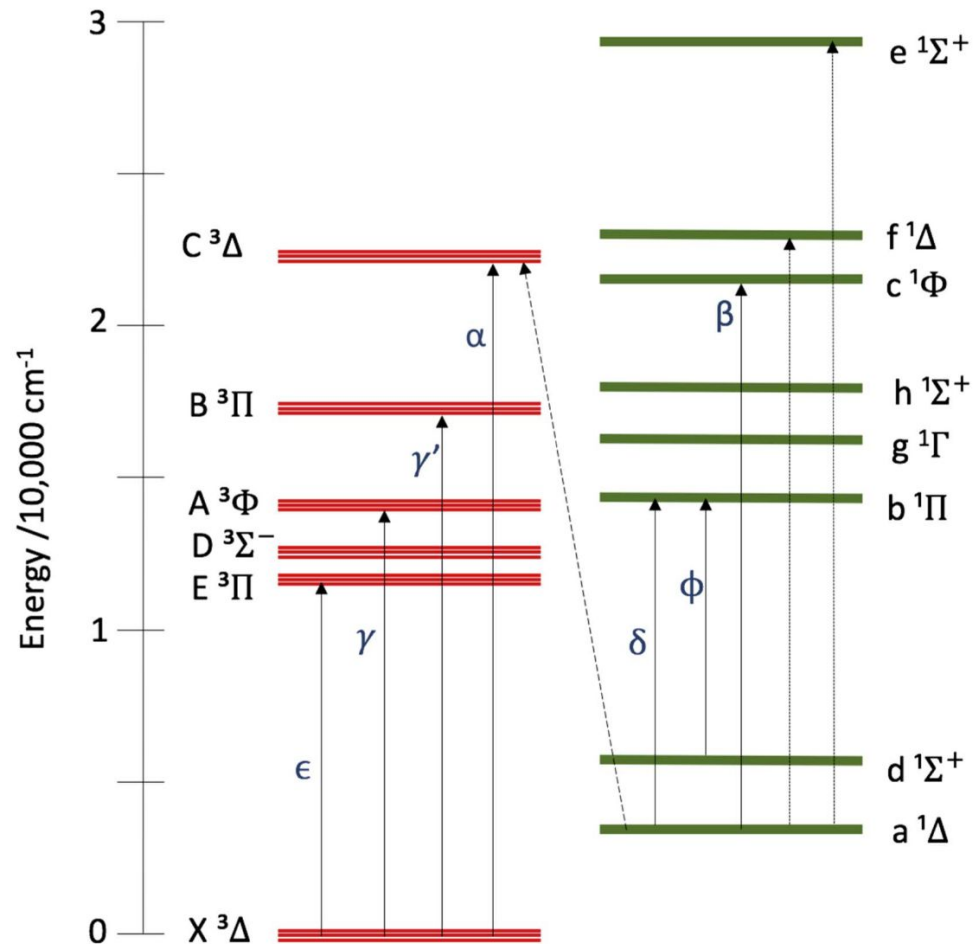 Energy /10,000 cm⁻¹
3
2
1
0
C ³Δ
B ³Π
A ³Φ
D ³Σ⁻
E ³Π
X ³Δ
α
γ’
γ
ϵ
e ¹Σ⁺
f ¹Δ
c ¹Φ
h ¹Σ⁺
g ¹Γ
b ¹Π
d ¹Σ⁺
a ¹Δ
β
ϕ
δ